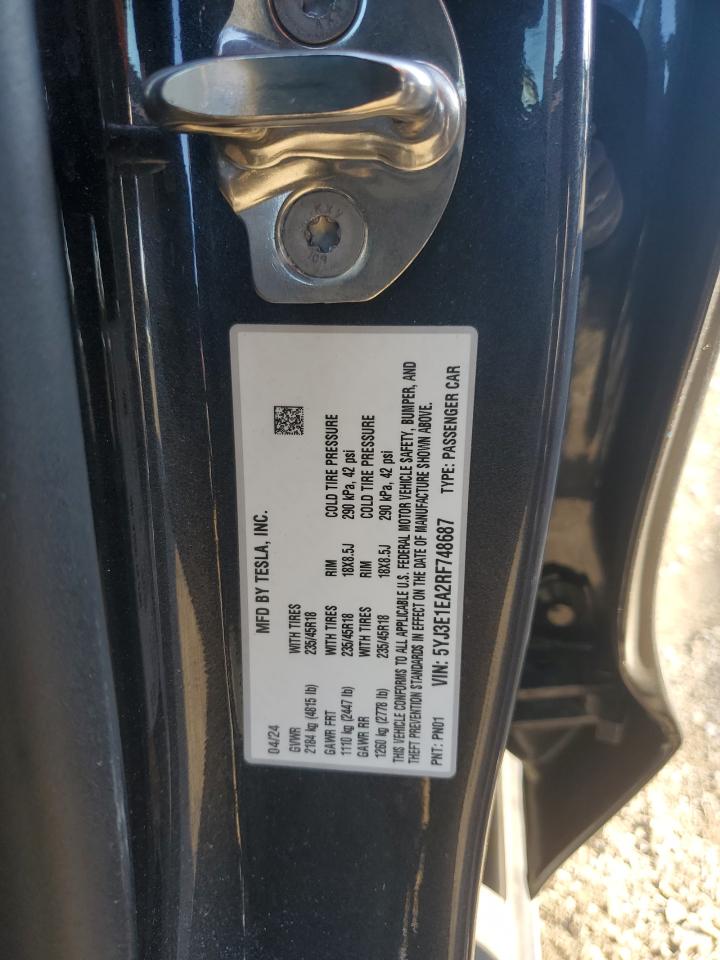 KXY
109
MFD BY TESLA, INC.
04/24
GVWR WITH TIRES
2184 kg (4815 lb) 235/45R18
GAWR FRT WITH TIRES RIM COLD TIRE PRESSURE
1110 kg (2447 lb) 235/45R18 18X8.5J 290 kPa, 42 psi
GAWR RR WITH TIRES RIM COLD TIRE PRESSURE
1260 kg (2778 lb) 235/45R18 18X8.5J 290 kPa, 42 psi
THIS VEHICLE CONFORMS TO ALL APPLICABLE U.S. FEDERAL MOTOR VEHICLE SAFETY, BUMPER, AND
THEFT PREVENTION STANDARDS IN EFFECT ON THE DATE OF MANUFACTURE SHOWN ABOVE.
PNT: PN01 VIN: 5YJ3E1EA2RF748687 TYPE: PASSENGER CAR